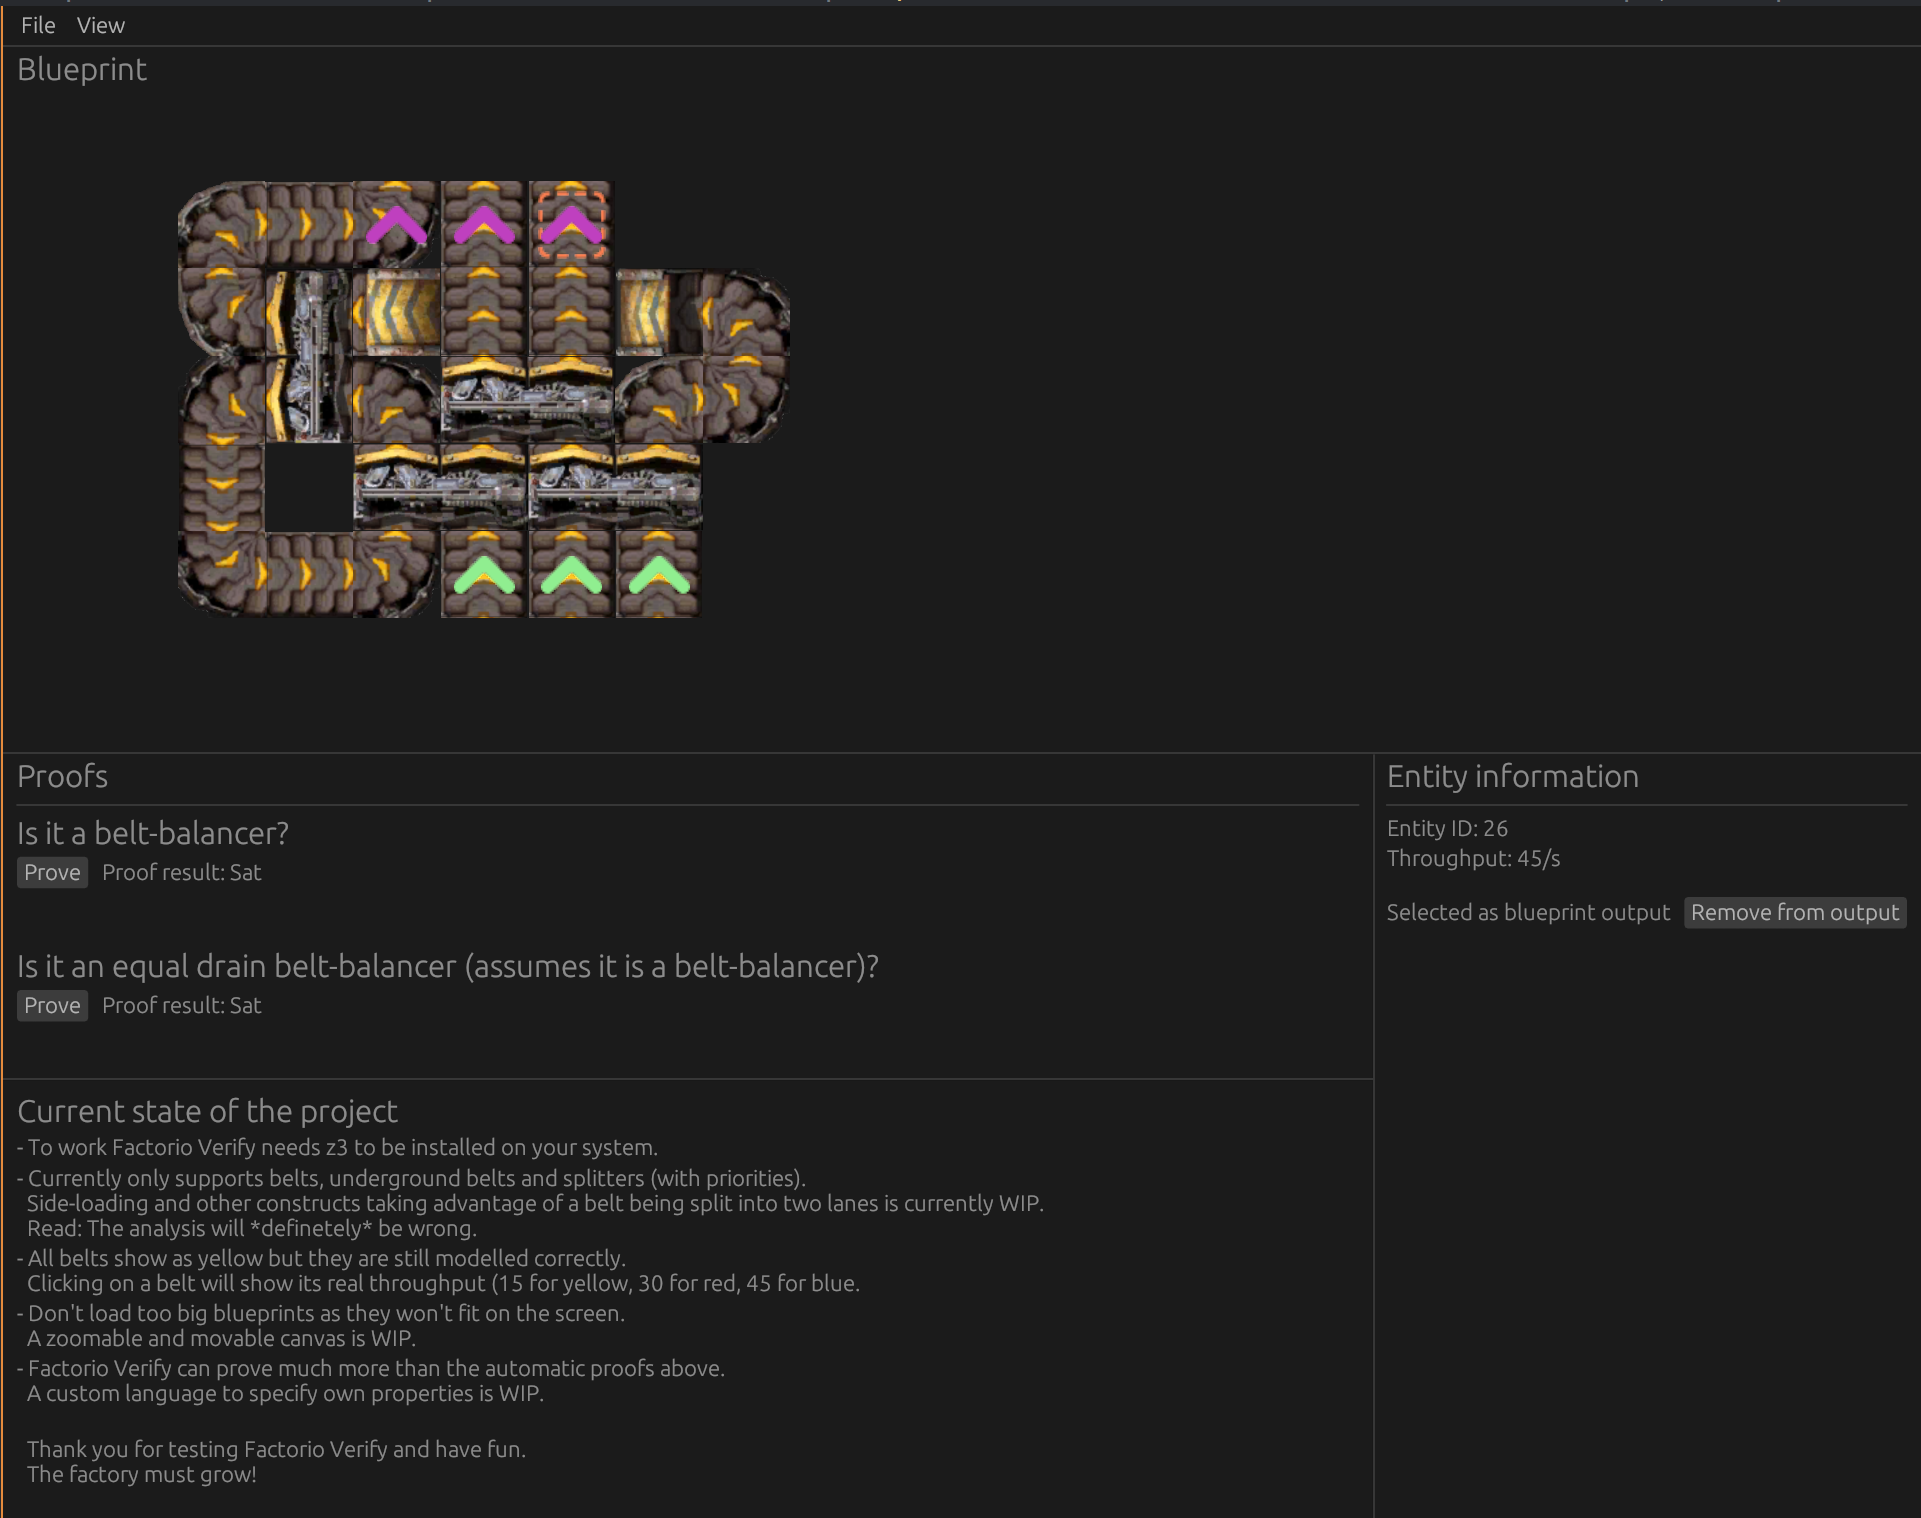 File View
Blueprint
Proofs
Is it a belt-balancer?
Prove Proof result: Sat
Is it an equal drain belt-balancer (assumes it is a belt-balancer)?
Prove Proof result: Sat
Entity information
Entity ID: 26
Throughput: 45/s
Selected as blueprint output Remove from output
Current state of the project
- To work Factorio Verify needs z3 to be installed on your system.
- Currently only supports belts, underground belts and splitters (with priorities).
Side-loading and other constructs taking advantage of a belt being split into two lanes is currently WIP.
Read: The analysis will *definetely* be wrong.
- All belts show as yellow but they are still modelled correctly.
Clicking on a belt will show its real throughput (15 for yellow, 30 for red, 45 for blue.
- Don't load too big blueprints as they won't fit on the screen.
A zoomable and movable canvas is WIP.
- Factorio Verify can prove much more than the automatic proofs above.
A custom language to specify own properties is WIP.
Thank you for testing Factorio Verify and have fun.
The factory must grow!